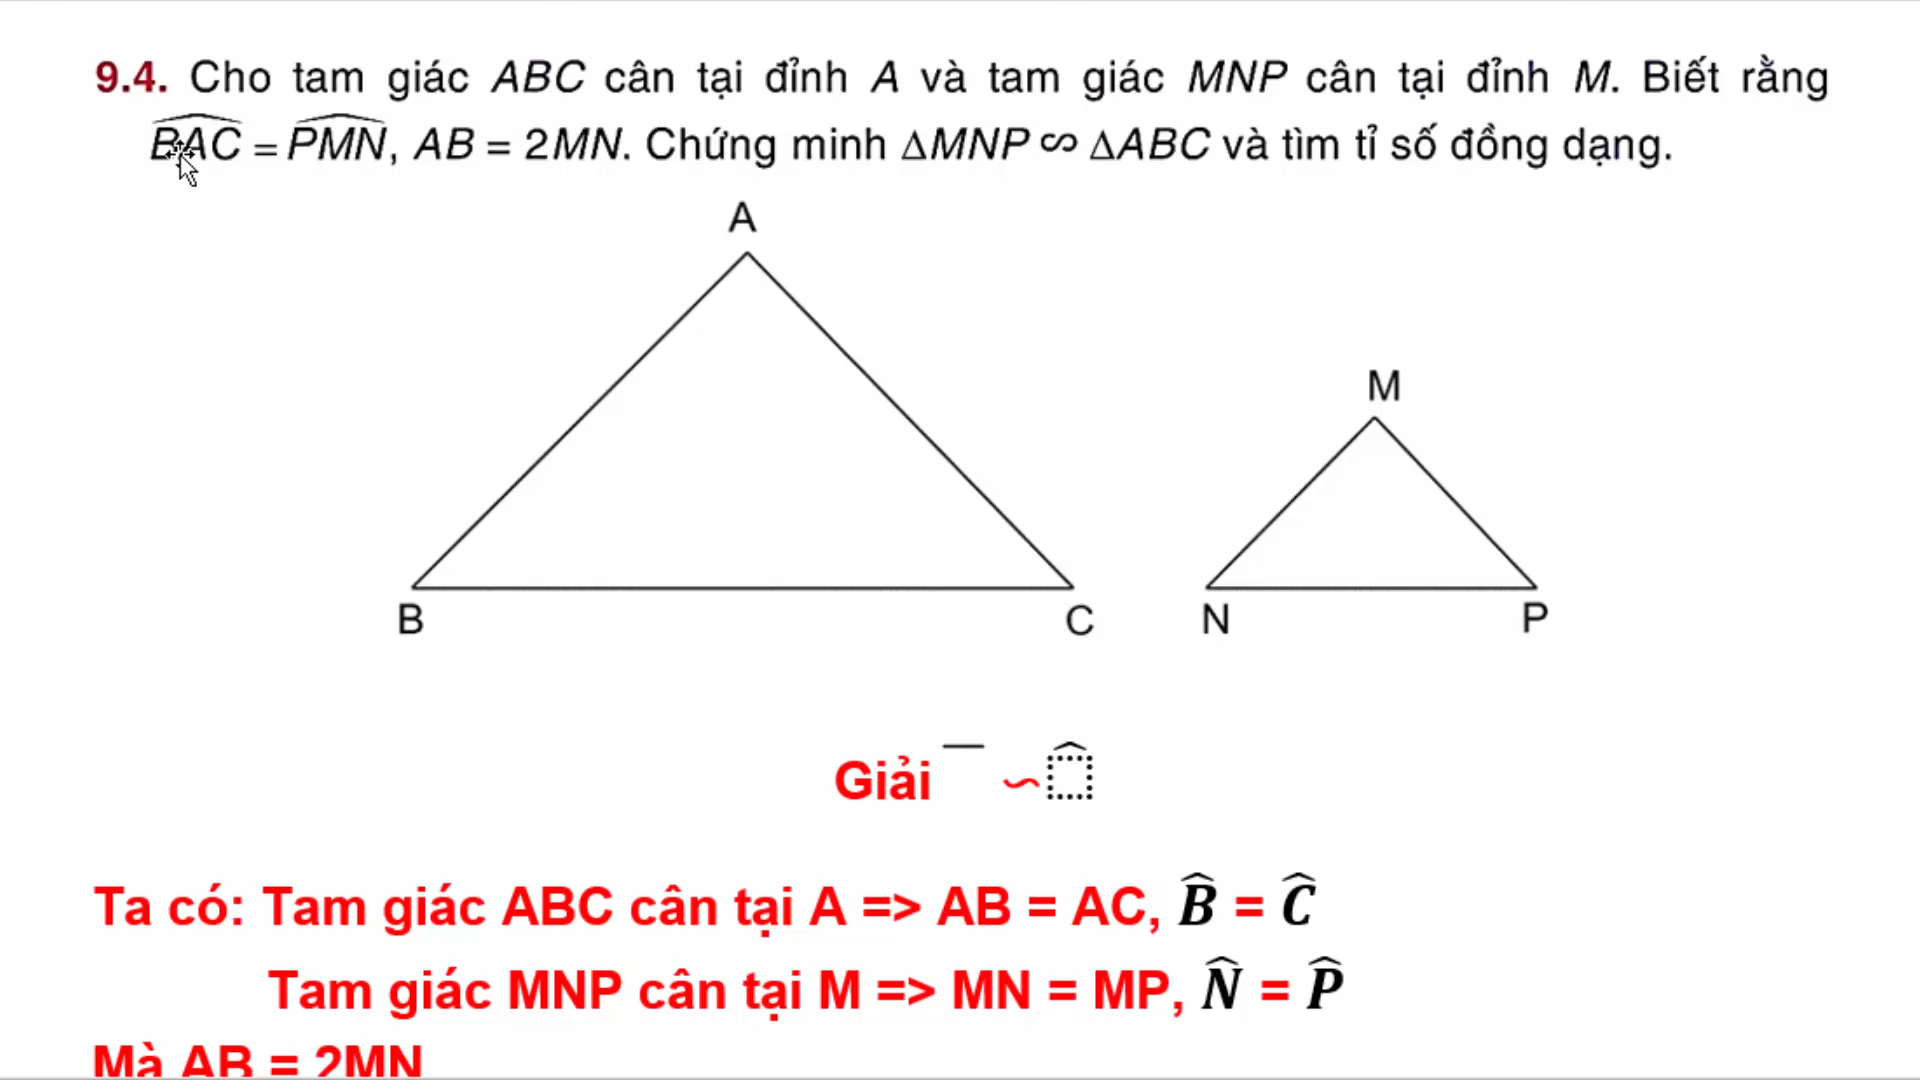 9.4. Cho tam giác ABC cân tại đỉnh A và tam giác MNP cân tại đỉnh M. Biết rằng
\widehat{BAC} = \widehat{PMN}, AB = 2MN. Chứng minh ΔMNP ∽ ΔABC và tìm tỉ số đồng dạng.
A
M
B
C
N
P
Giải ¯ ∽ ^
Ta có: Tam giác ABC cân tại A => AB = AC, B̂ = Ĉ
Tam giác MNP cân tại M => MN = MP, N̂ = P̂
Mà AB = 2MN